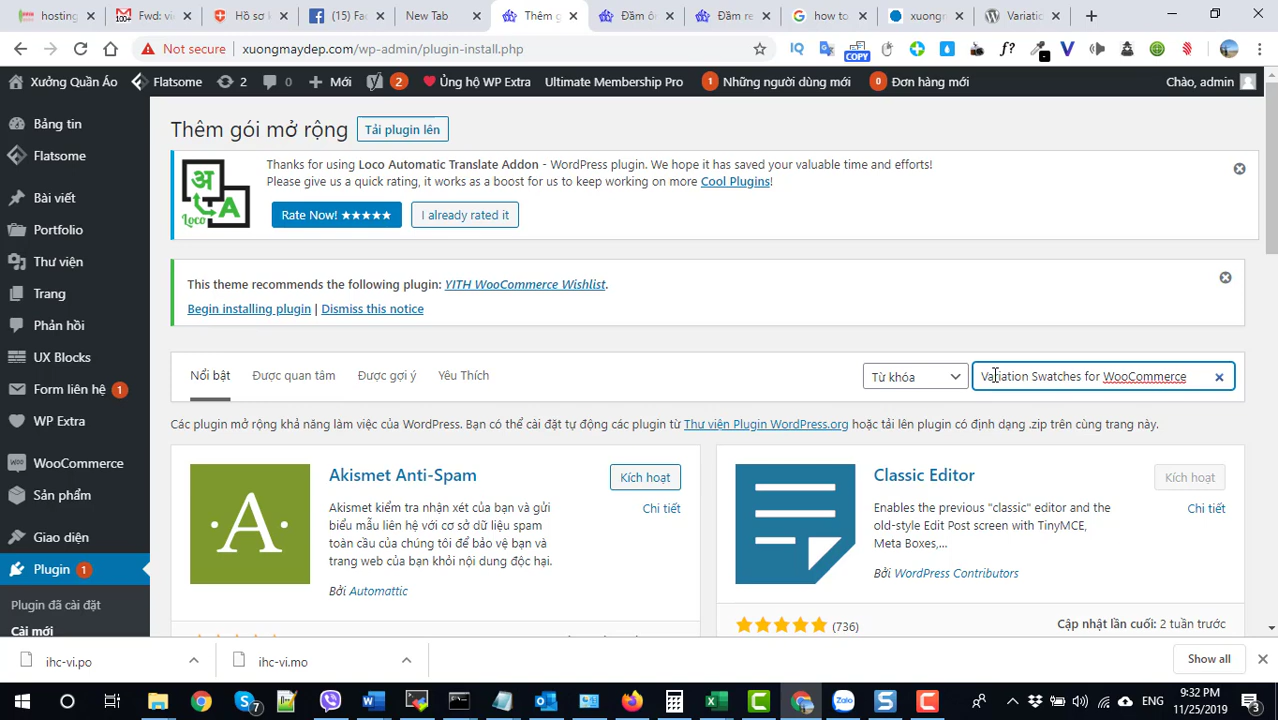 hosting
Fwd: vi
Hồ sơ k
(15) Fac
New Tab
Thêm g
Đầm ô
Đầm re
how to
xuongn
Variatic
Not secure
xuongmaydep.com/wp-admin/plugin-install.php
COPY
Xưởng Quần Áo
Flatsome
2
0
Mới
2
Ủng hộ WP Extra
Ultimate Membership Pro
1 Những người dùng mới
0 Đơn hàng mới
Chào, admin
Bảng tin
Flatsome
Bài viết
Portfolio
Thư viện
Trang
Phản hồi
UX Blocks
Form liên hệ 1
WP Extra
WooCommerce
Sản phẩm
Giao diện
Plugin 1
Plugin đã cài đặt
Cài mới
Thêm gói mở rộng
Tải plugin lên
Loco
Thanks for using Loco Automatic Translate Addon - WordPress plugin. We hope it has saved your valuable time and efforts!
Please give us a quick rating, it works as a boost for us to keep working on more Cool Plugins!
Rate Now! ★★★★★
I already rated it
This theme recommends the following plugin: YITH WooCommerce Wishlist.
Begin installing plugin | Dismiss this notice
Nổi bật
Được quan tâm
Được gợi ý
Yêu Thích
Từ khóa
Variation Swatches for WooCommerce
Các plugin mở rộng khả năng làm việc của WordPress. Bạn có thể cài đặt tự động các plugin từ Thư viện Plugin WordPress.org hoặc tải lên plugin có định dạng .zip trên cùng trang này.
Akismet Anti-Spam
Kích hoạt
Chi tiết
Akismet kiểm tra nhận xét của bạn và gửi
biểu mẫu liên hệ với cơ sở dữ liệu spam
toàn cầu của chúng tôi để bảo vệ bạn và
trang web của bạn khỏi nội dung độc hại.
Bởi Automattic
Classic Editor
Kích hoạt
Chi tiết
Enables the previous "classic" editor and the
old-style Edit Post screen with TinyMCE,
Meta Boxes,...
Bởi WordPress Contributors
(736)
Cập nhật lần cuối: 2 tuần trước
ihc-vi.po
ihc-vi.mo
Show all
7
ENG
9:32 PM
11/25/2019
3